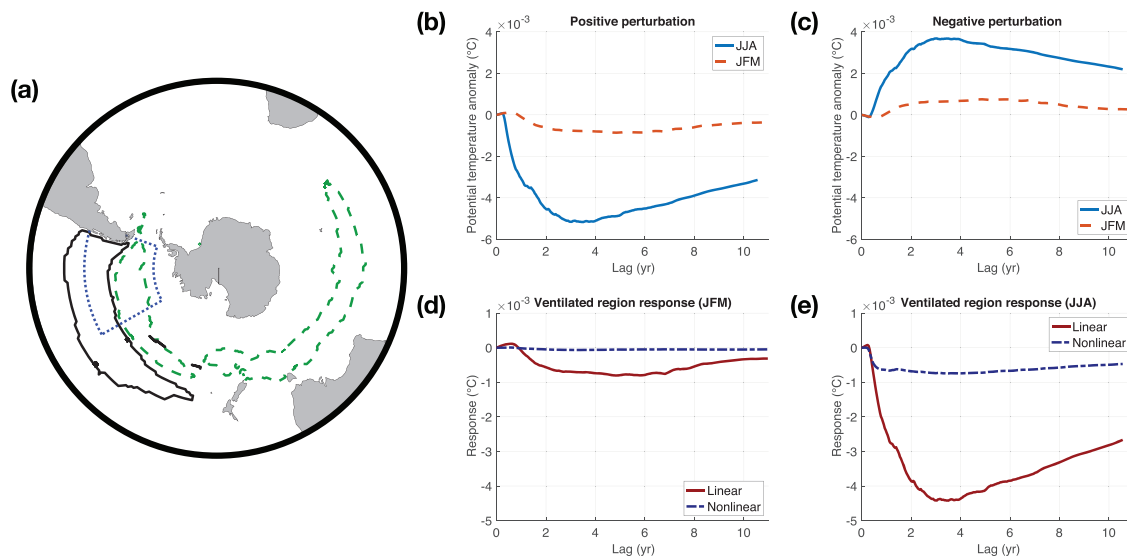 (a)
(b)
Positive perturbation
×10⁻³
Potential temperature anomaly (°C)
4
2
0
-2
-4
-6
JJA
JFM
0 2 4 6 8 10
Lag (yr)
(c)
Negative perturbation
×10⁻³
Potential temperature anomaly (°C)
4
2
0
-2
-4
-6
JJA
JFM
0 2 4 6 8 10
Lag (yr)
(d)
Ventilated region response (JFM)
×10⁻³
Response (°C)
1
0
-1
-2
-3
-4
-5
Linear
Nonlinear
0 2 4 6 8 10
Lag (yr)
(e)
Ventilated region response (JJA)
×10⁻³
Response (°C)
1
0
-1
-2
-3
-4
-5
Linear
Nonlinear
0 2 4 6 8 10
Lag (yr)